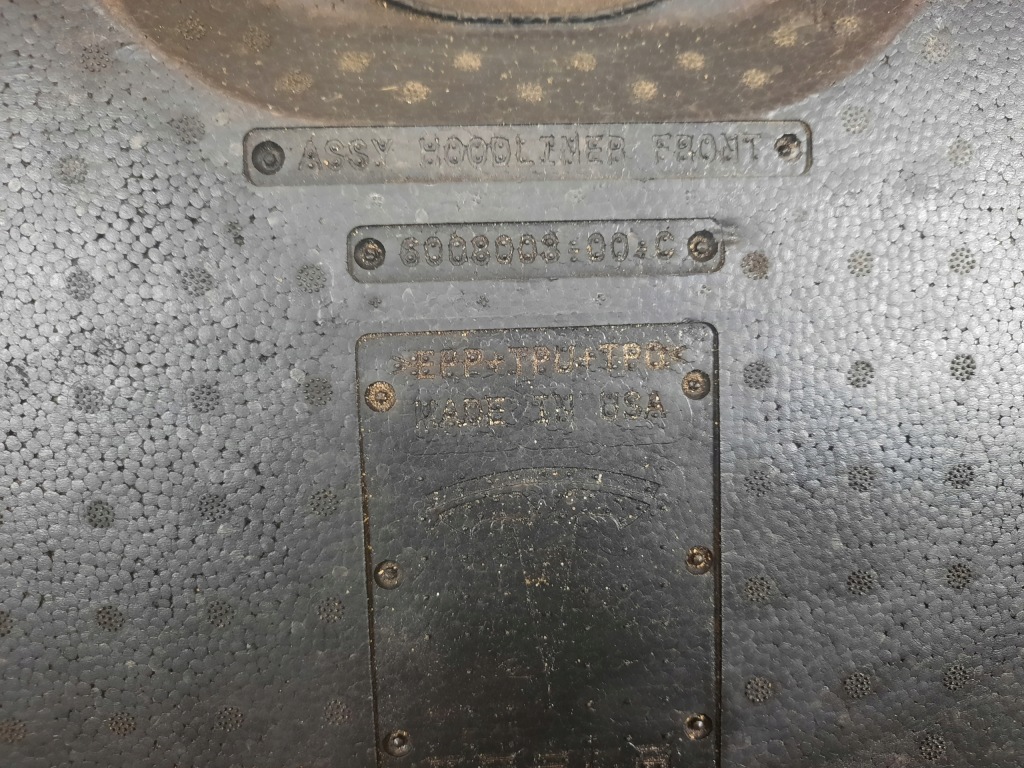 ASSY HOODLINER FRONT
6008003-00-C
>EPP+TPU+TPO<
MADE IN USA